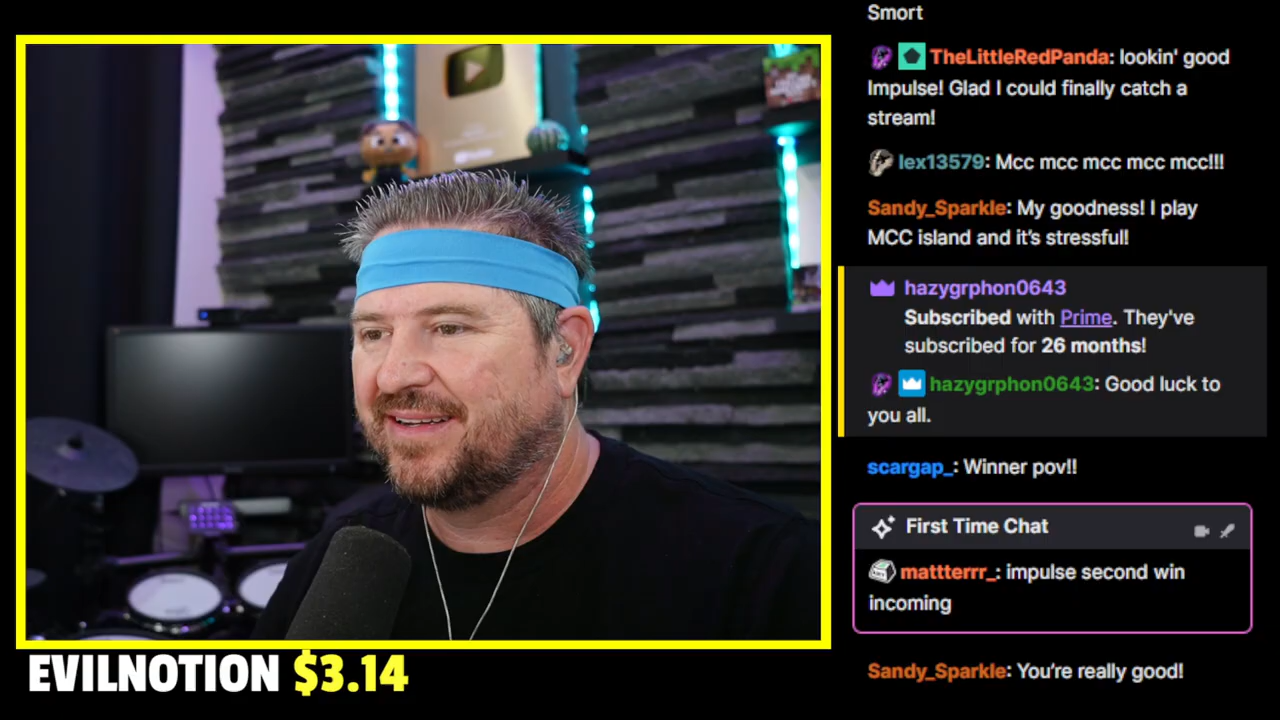 Smort
TheLittleRedPanda: lookin' good
Impulse! Glad I could finally catch a
stream!
lex13579: Mcc mcc mcc mcc mcc!!!
Sandy_Sparkle: My goodness! I play
MCC island and it's stressful!
hazygrphon0643
Subscribed with Prime. They've
subscribed for 26 months!
hazygrphon0643: Good luck to
you all.
scargap_: Winner pov!!
First Time Chat
mattterrr_: impulse second win
incoming
Sandy_Sparkle: You're really good!
EVILNOTION $3.14